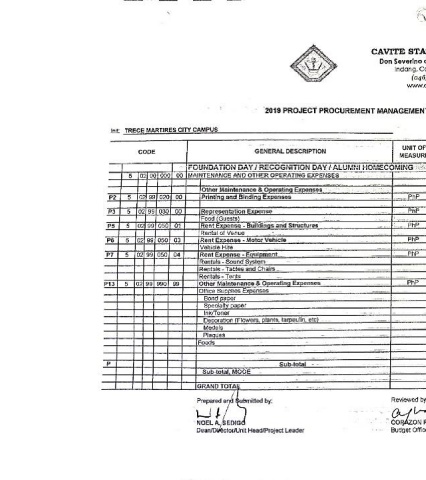 CAVITE STA
Don Severino d
Indang, Ca
(046)
www.c
2019 PROJECT PROCUREMENT MANAGEMENT
TRECE MARTIRES CITY CAMPUS
CODE GENERAL DESCRIPTION UNIT OF MEASURE
FOUNDATION DAY / RECOGNITION DAY / ALUMNI HOMECOMING
5 02 00 000 00 MAINTENANCE AND OTHER OPERATING EXPENSES
Other Maintenance & Operating Expenses
P2 5 02 99 020 00 Printing and Binding Expenses PhP
P3 5 02 99 030 00 Representation Expense PhP
Food (Guests)
P5 5 02 99 050 01 Rent Expense - Buildings and Structures PhP
Rental of Venue
P6 5 02 99 050 03 Rent Expense - Motor Vehicle PhP
Vehicle Hire
P7 5 02 99 050 04 Rent Expense - Equipment PhP
Rentals - Sound System
Rentals - Tables and Chairs
Rentals - Tents
P13 5 02 99 990 99 Other Maintenance & Operating Expenses PhP
Other Supplies Expenses
Bond paper
Specialty paper
Ink/Toner
Decoration (Flowers, plants, tarpaulin, etc)
Medals
Plaques
Foods
P Sub-total
Sub-total, MOOE
GRAND TOTAL
Prepared and Submitted by: Reviewed by
NOEL A. SEDIGO CORAZON
Dean/Director/Unit Head/Project Leader Budget Offic